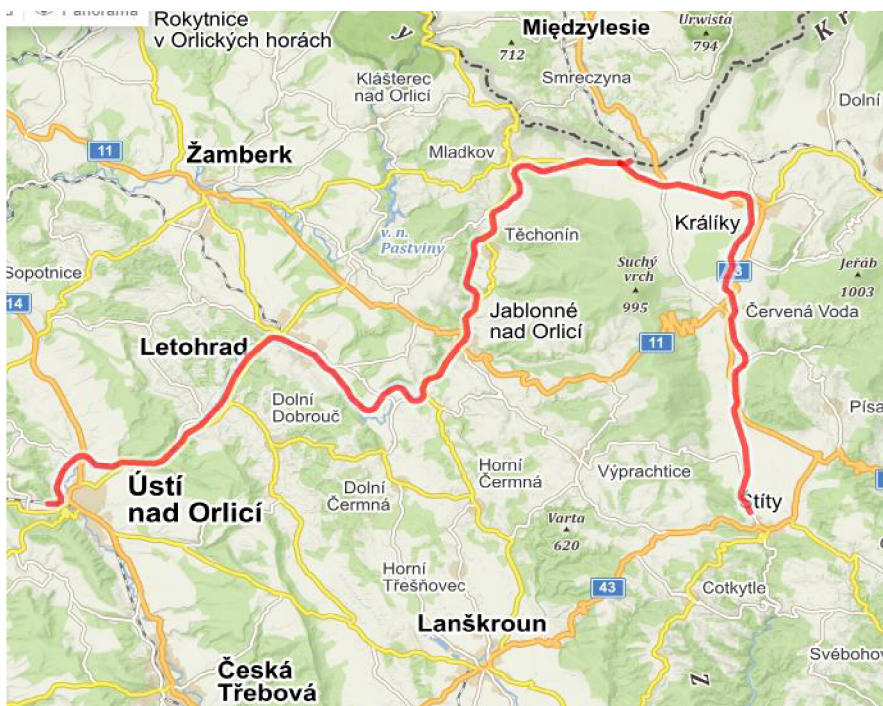 Panorama
Rokytnice
v Orlických horách
Międzylesie
Urwista
794
712
Smreczyna
Klášterec
nad Orlicí
Dolní
11
Žamberk
Mladkov
v. n.
Pastviny
Těchonín
Králíky
Sopotnice
Suchý
vrch
995
Jeřáb
1003
14
Jablonné
nad Orlicí
Červená Voda
Letohrad
11
Dolní
Dobrouč
Písa
Ústí
nad Orlicí
Horní
Čermná
Výprachtice
Dolní
Čermná
Štíty
Varta
620
Horní
Třešňovec
43
Cotkytle
Lanškroun
Svébohov
Česká
Třebová
Z